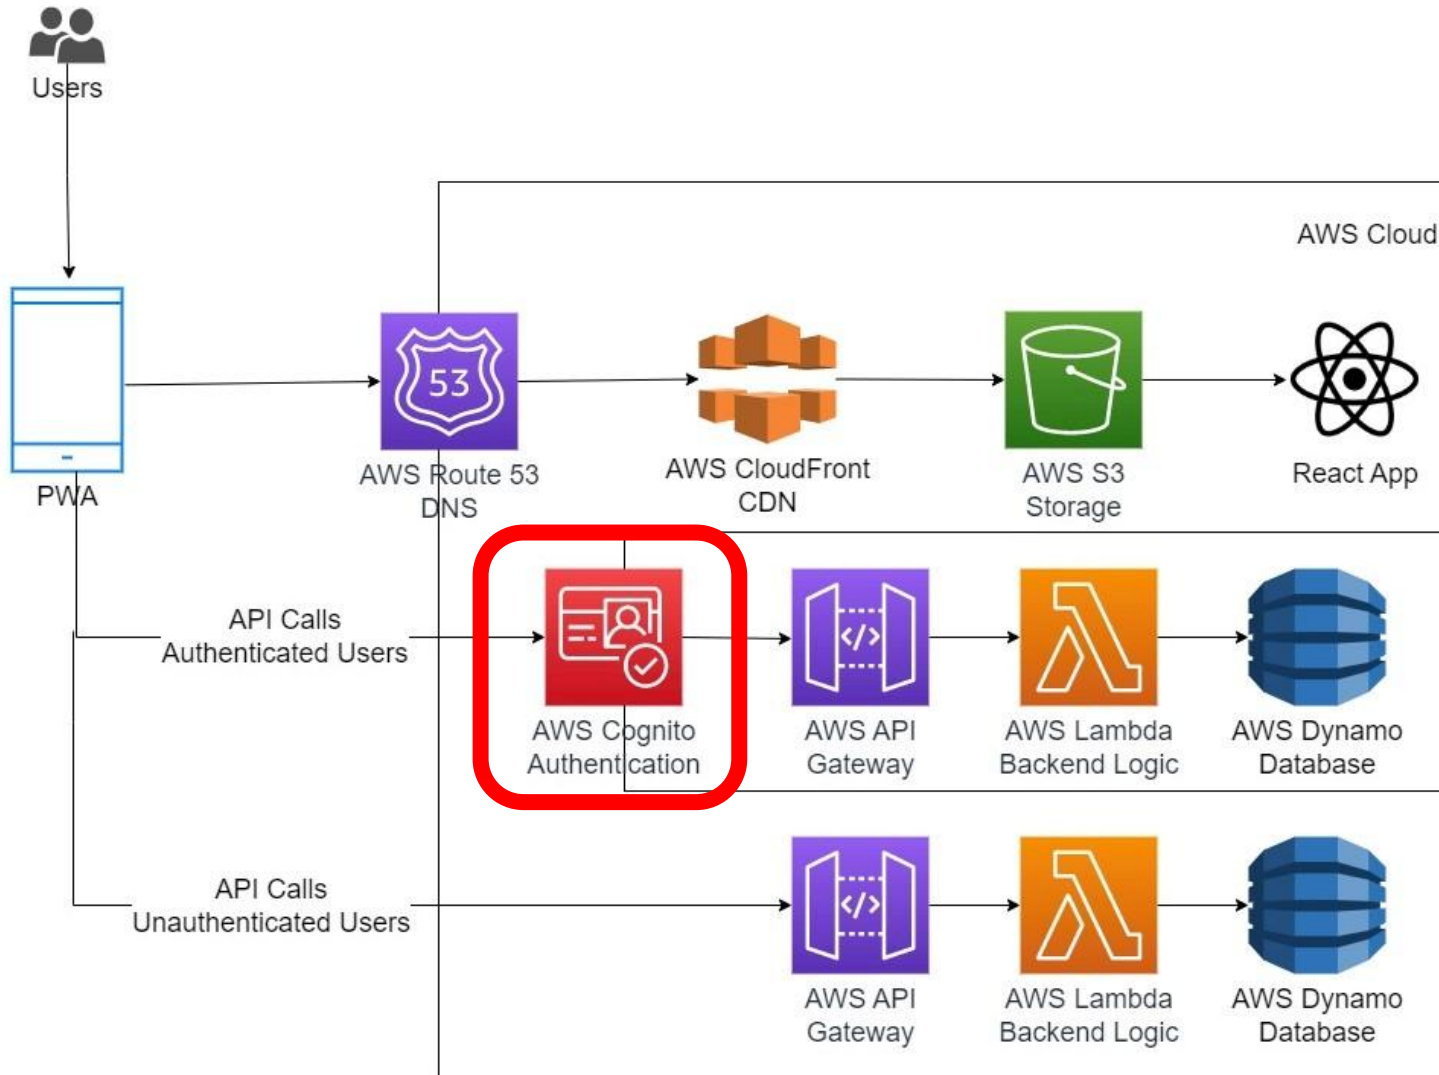 Users
AWS Cloud
53
PWA
AWS Route 53
DNS
AWS CloudFront
CDN
AWS S3
Storage
React App
API Calls
Authenticated Users
</>
AWS Cognito
Authentication
AWS API
Gateway
AWS Lambda
Backend Logic
AWS Dynamo
Database
API Calls
Unauthenticated Users
</>
AWS API
Gateway
AWS Lambda
Backend Logic
AWS Dynamo
Database